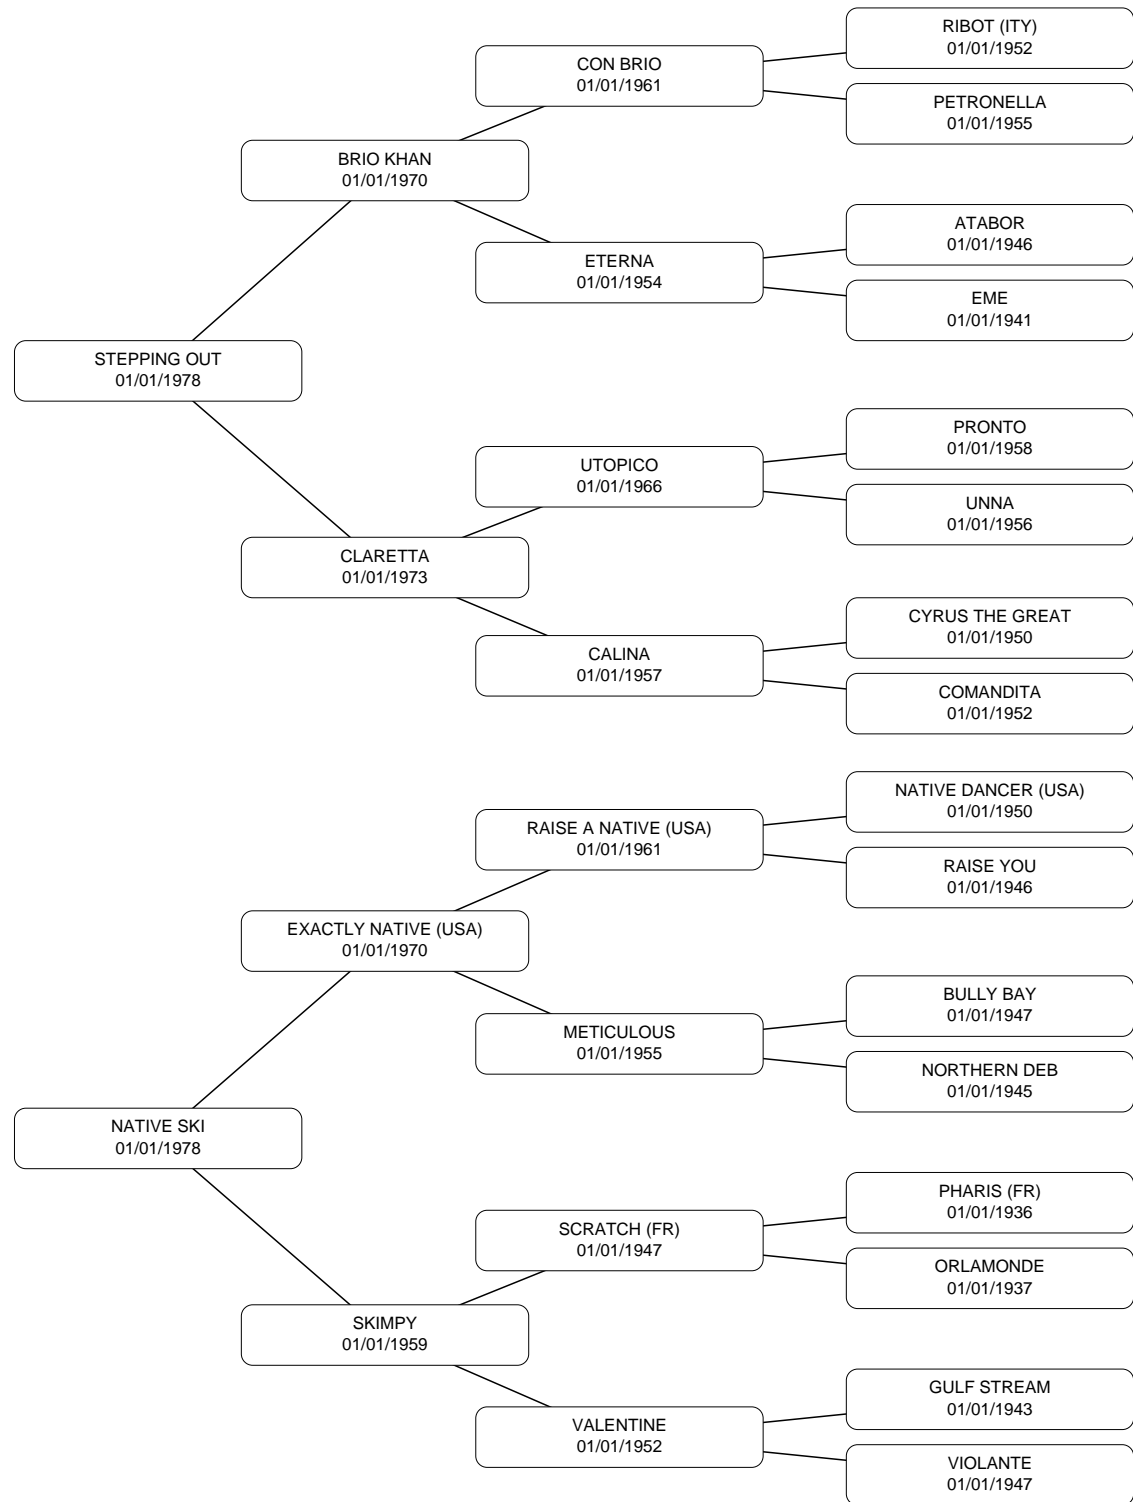 RIBOT (ITY)
01/01/1952
CON BRIO
01/01/1961
PETRONELLA
01/01/1955
BRIO KHAN
01/01/1970
ATABOR
01/01/1946
ETERNA
01/01/1954
EME
01/01/1941
STEPPING OUT
01/01/1978
PRONTO
01/01/1958
UTOPICO
01/01/1966
UNNA
01/01/1956
CLARETTA
01/01/1973
CYRUS THE GREAT
01/01/1950
CALINA
01/01/1957
COMANDITA
01/01/1952
NATIVE DANCER (USA)
01/01/1950
RAISE A NATIVE (USA)
01/01/1961
RAISE YOU
01/01/1946
EXACTLY NATIVE (USA)
01/01/1970
BULLY BAY
01/01/1947
METICULOUS
01/01/1955
NORTHERN DEB
01/01/1945
NATIVE SKI
01/01/1978
PHARIS (FR)
01/01/1936
SCRATCH (FR)
01/01/1947
ORLAMONDE
01/01/1937
SKIMPY
01/01/1959
GULF STREAM
01/01/1943
VALENTINE
01/01/1952
VIOLANTE
01/01/1947